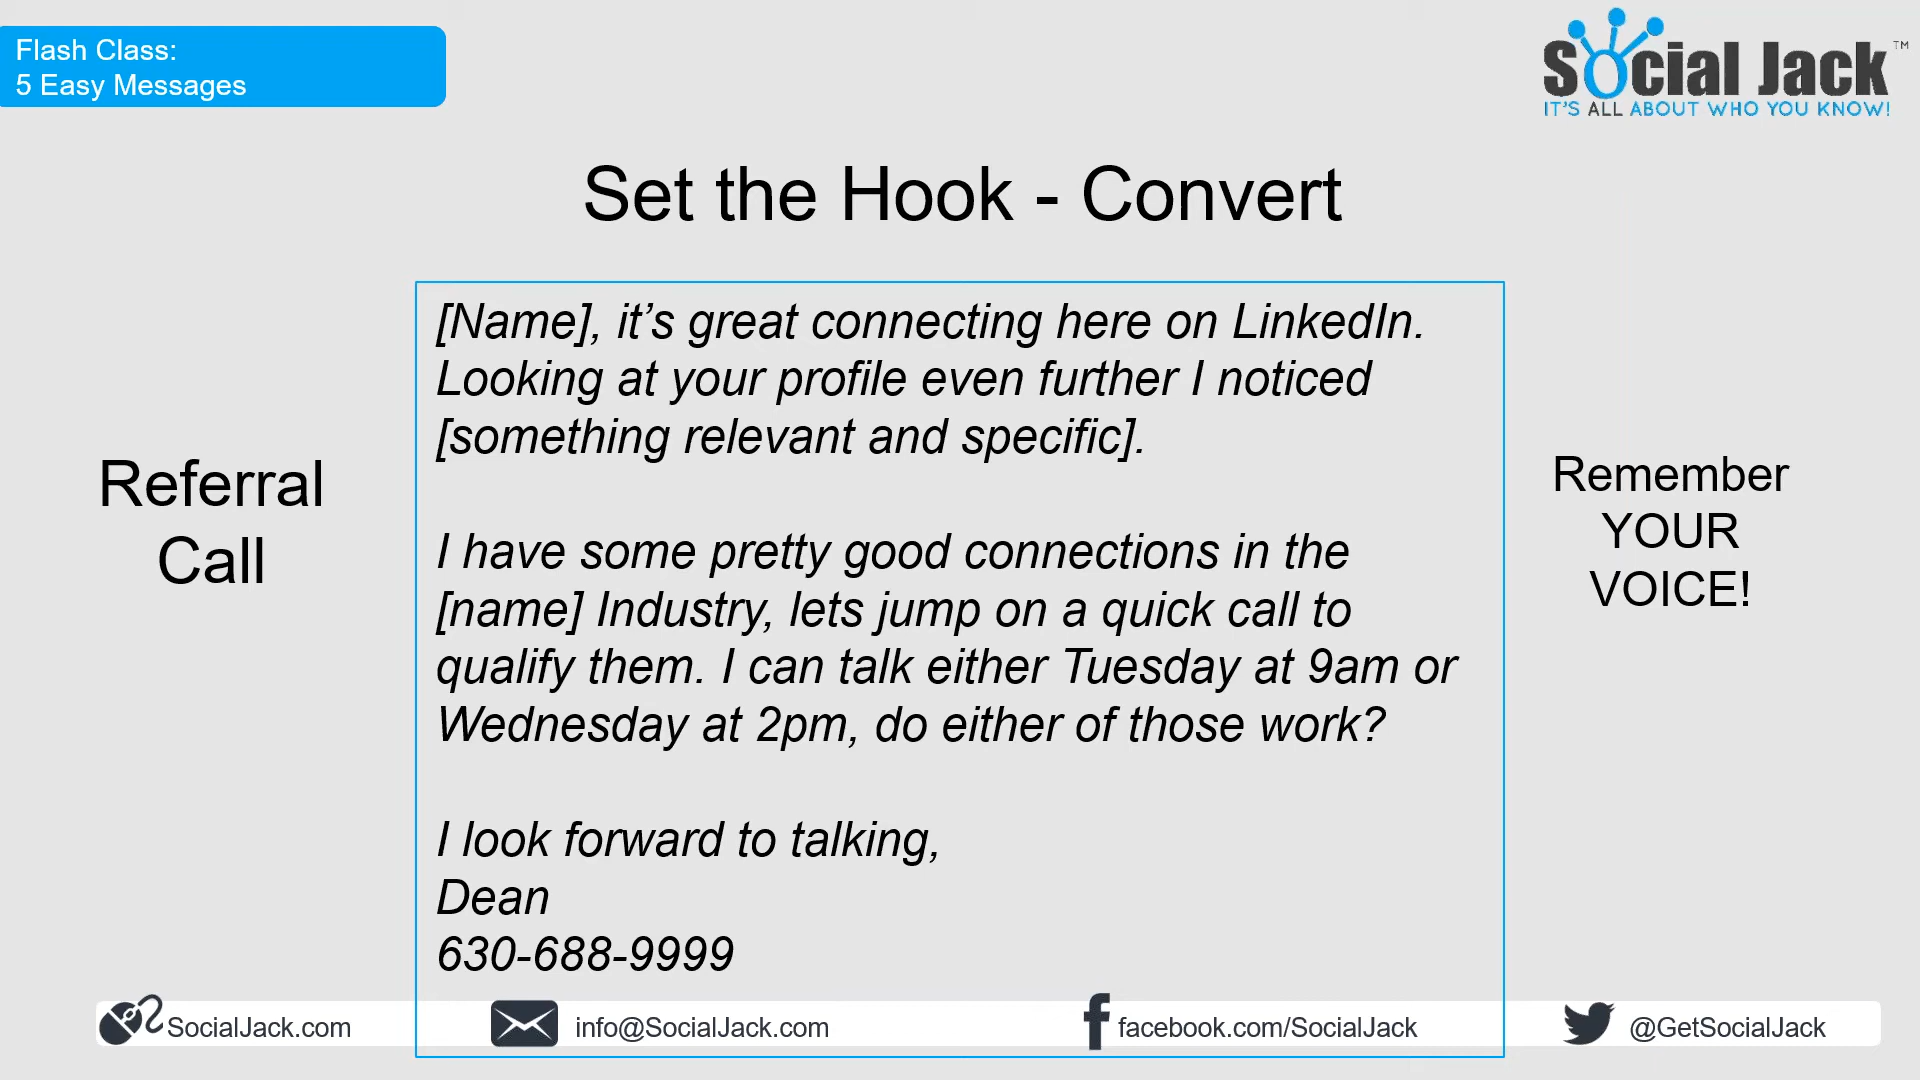 Flash Class:
5 Easy Messages
Social Jack™
IT'S ALL ABOUT WHO YOU KNOW!
Set the Hook - Convert
Referral
Call
[Name], it’s great connecting here on LinkedIn.
Looking at your profile even further I noticed
[something relevant and specific].
I have some pretty good connections in the
[name] Industry, lets jump on a quick call to
qualify them. I can talk either Tuesday at 9am or
Wednesday at 2pm, do either of those work?
I look forward to talking,
Dean
630-688-9999
Remember
YOUR
VOICE!
SocialJack.com
info@SocialJack.com
facebook.com/SocialJack
@GetSocialJack